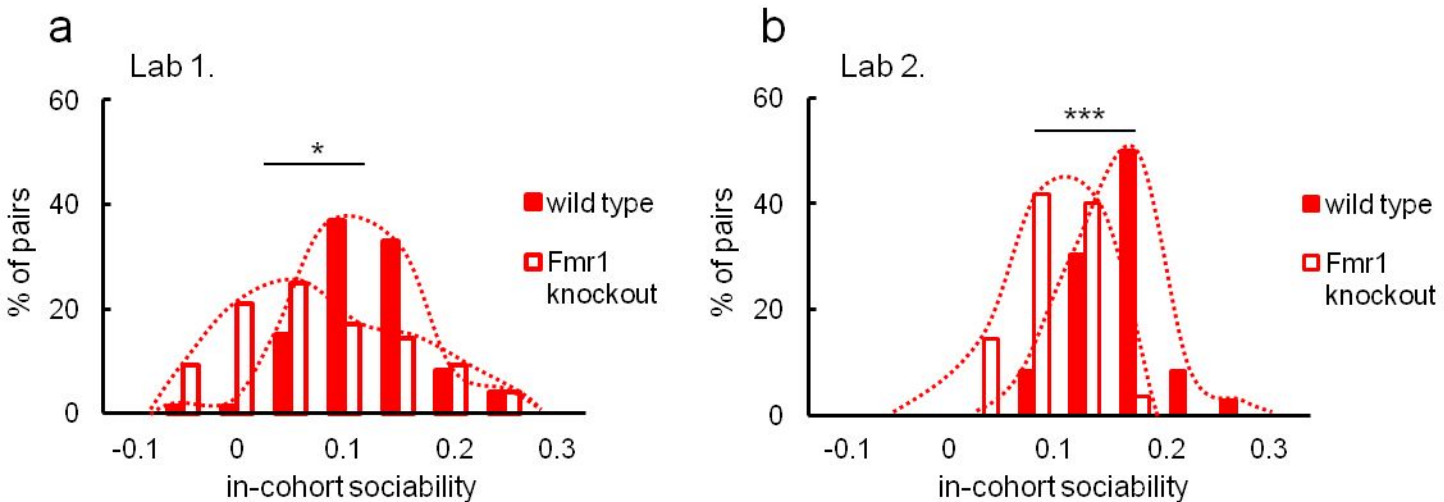 a
Lab 1.
60
40
20
0
% of pairs
*
wild type
Fmr1
knockout
-0.1 0 0.1 0.2 0.3
in-cohort sociability
b
Lab 2.
60
40
20
0
% of pairs
***
wild type
Fmr1
knockout
-0.1 0 0.1 0.2 0.3
in-cohort sociability